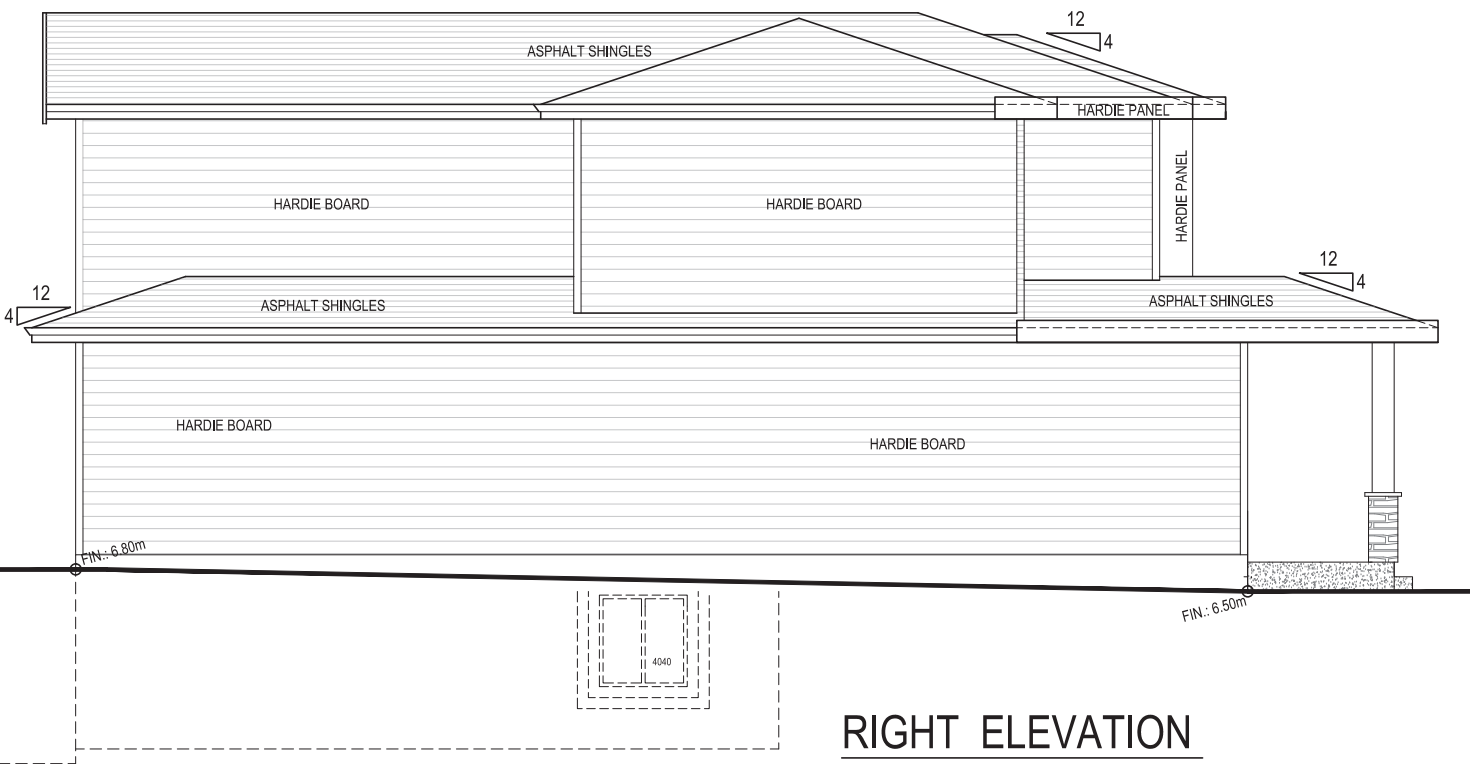 12
4
ASPHALT SHINGLES
HARDIE PANEL
HARDIE PANEL
HARDIE BOARD
HARDIE BOARD
12
4
12
4
ASPHALT SHINGLES
ASPHALT SHINGLES
HARDIE BOARD
HARDIE BOARD
FIN.: 6.80m
FIN.: 6.50m
4040
RIGHT ELEVATION